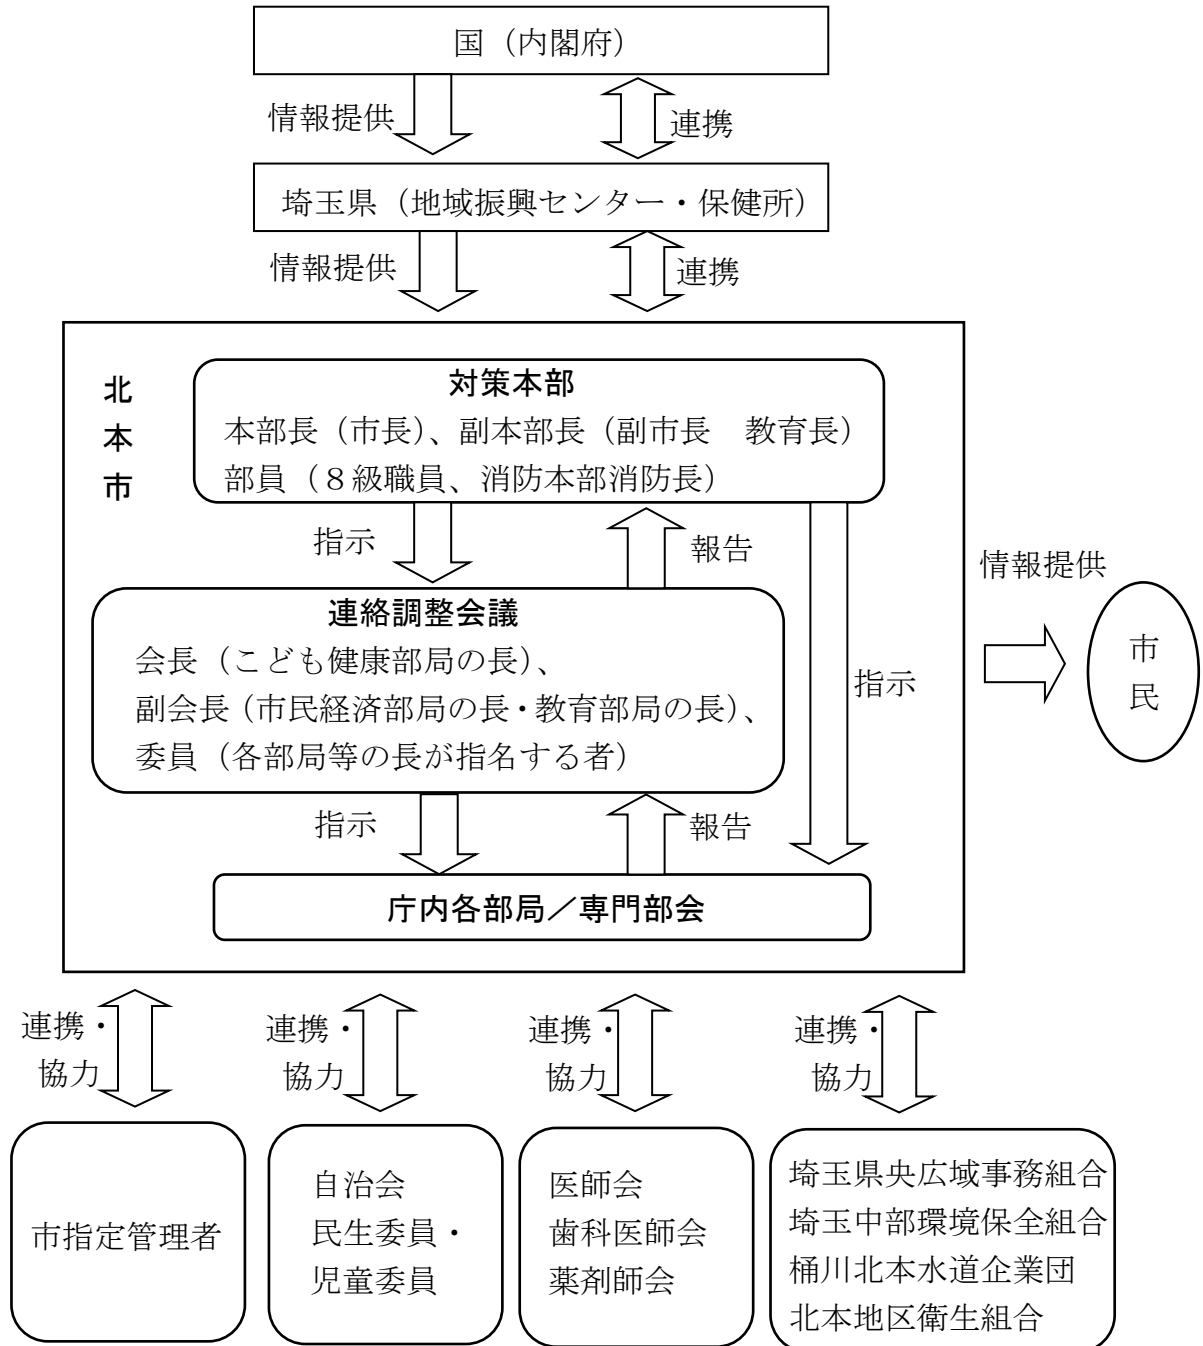 国（内閣府）
情報提供
連携
埼玉県（地域振興センター・保健所）
情報提供
連携
北
本
市
対策本部
本部長（市長）、副本部長（副市長　教育長）
部員（８級職員、消防本部消防長）
指示
報告
連絡調整会議
会長（こども健康部局の長）、
副会長（市民経済部局の長・教育部局の長）、
委員（各部局等の長が指名する者）
指示
情報提供
市
民
指示
報告
庁内各部局／専門部会
連携・
協力
連携・
協力
連携・
協力
連携・
協力
市指定管理者
自治会
民生委員・
児童委員
医師会
歯科医師会
薬剤師会
埼玉県央広域事務組合
埼玉中部環境保全組合
桶川北本水道企業団
北本地区衛生組合